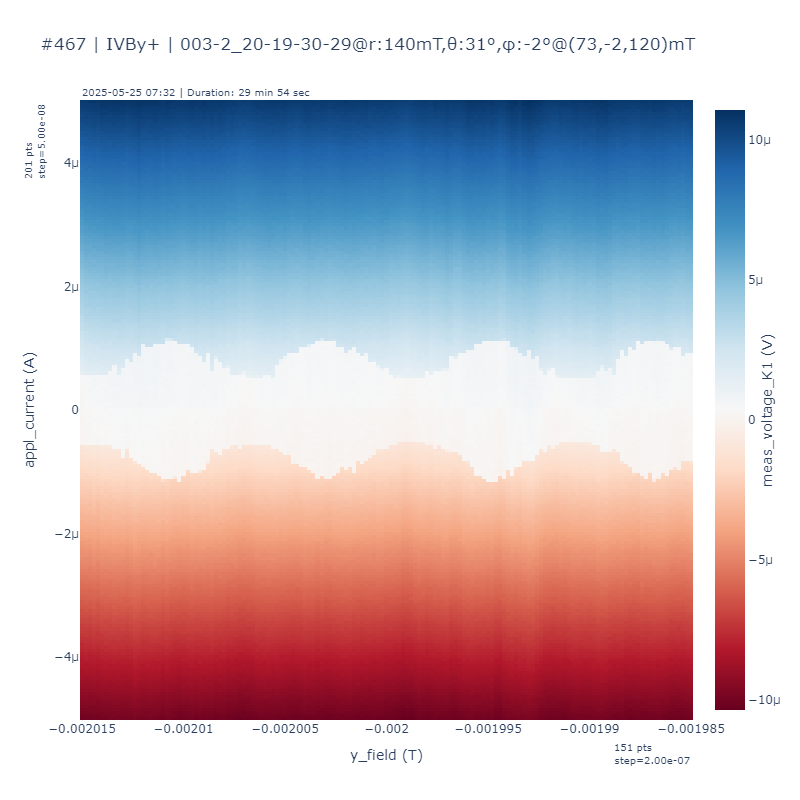 #467 | IVBy+ | 003-2_20-19-30-29@r:140mT,θ:31°,φ:-2°@(73,-2,120)mT
2025-05-25 07:32 | Duration: 29 min 54 sec
201 pts
step=5.00e-08
4μ
2μ
0
−2μ
−4μ
appl_current (A)
−0.002015
−0.00201
−0.002005
−0.002
−0.001995
−0.00199
−0.001985
y_field (T)
151 pts
step=2.00e-07
10μ
5μ
0
−5μ
−10μ
meas_voltage_K1 (V)